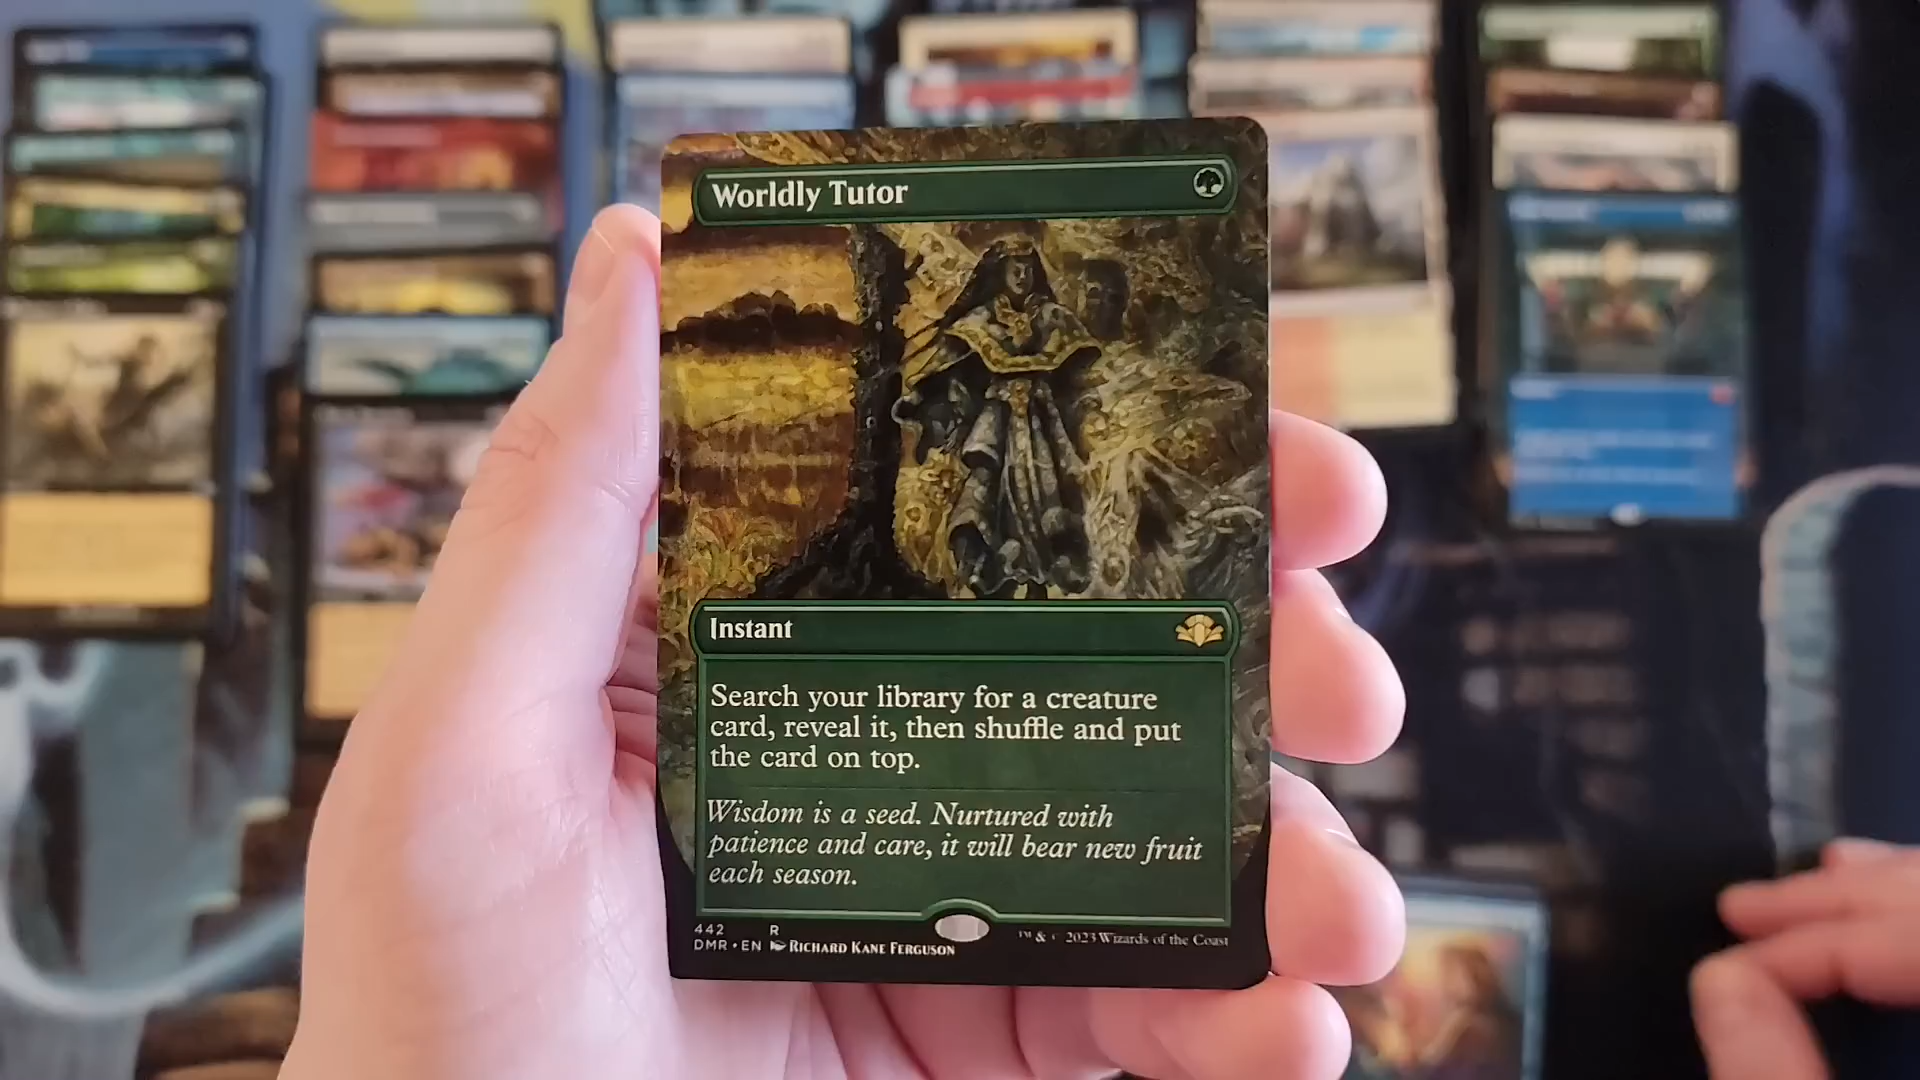 Worldly Tutor
Instant
Search your library for a creature
card, reveal it, then shuffle and put
the card on top.
Wisdom is a seed. Nurtured with
patience and care, it will bear new fruit
each season.
442 R
DMR • EN Richard Kane Ferguson
™ & © 2023 Wizards of the Coast